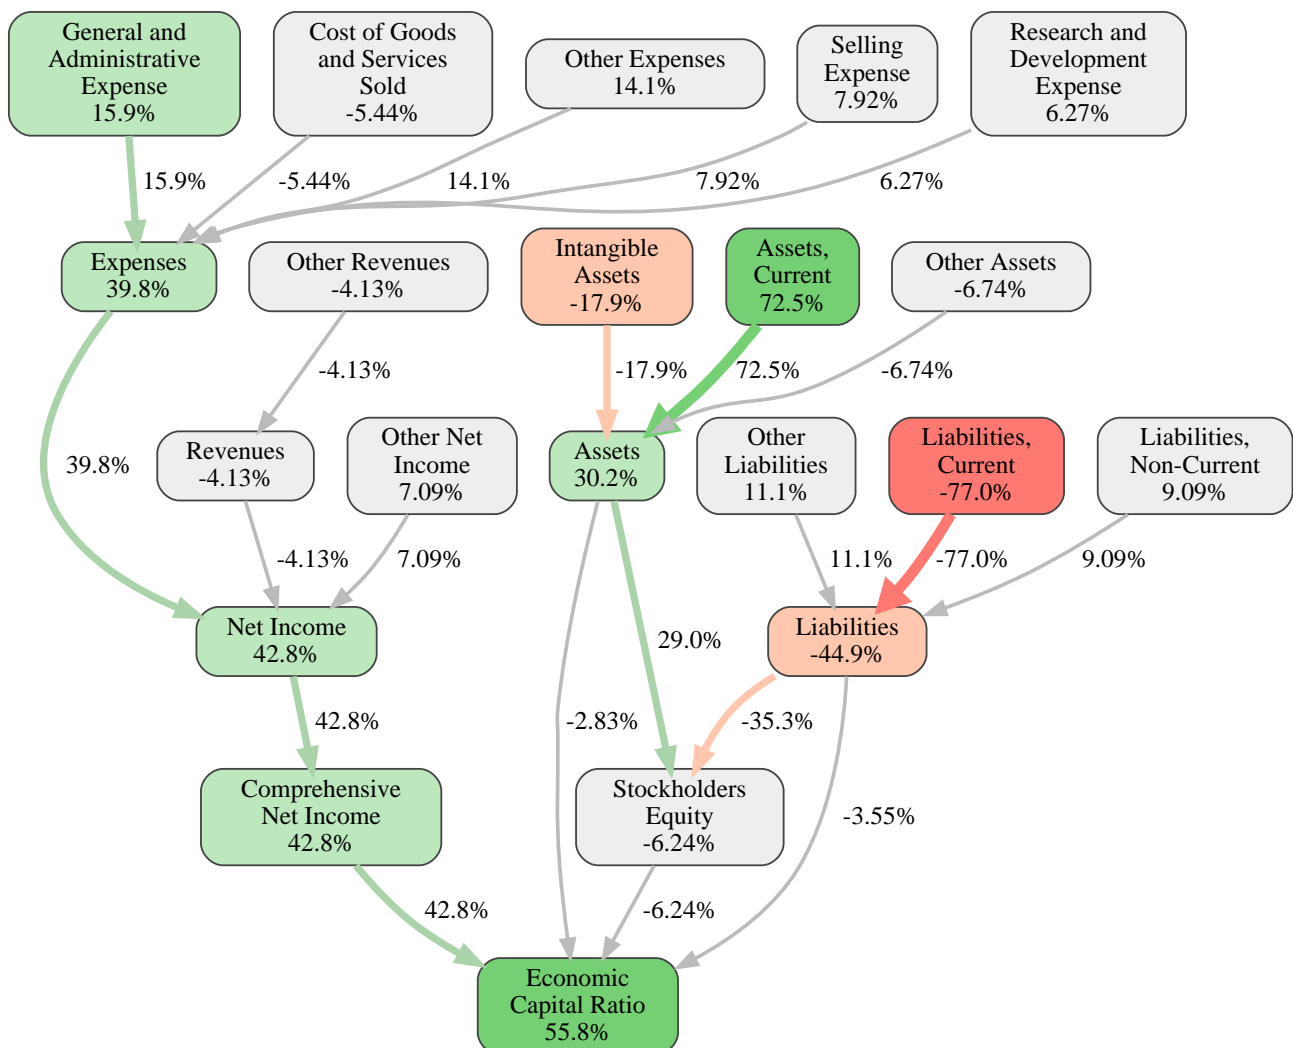 General and
Administrative
Expense
15.9%
Cost of Goods
and Services
Sold
-5.44%
Other Expenses
14.1%
Selling
Expense
7.92%
Research and
Development
Expense
6.27%
15.9%
-5.44%
14.1%
7.92%
6.27%
Expenses
39.8%
Other Revenues
-4.13%
Intangible
Assets
-17.9%
Assets,
Current
72.5%
Other Assets
-6.74%
-4.13%
-17.9%
72.5%
-6.74%
39.8%
Revenues
-4.13%
Other Net
Income
7.09%
Assets
30.2%
Other
Liabilities
11.1%
Liabilities,
Current
-77.0%
Liabilities,
Non-Current
9.09%
-4.13%
7.09%
11.1%
-77.0%
9.09%
Net Income
42.8%
29.0%
Liabilities
-44.9%
42.8%
-2.83%
-35.3%
Comprehensive
Net Income
42.8%
Stockholders
Equity
-6.24%
-3.55%
42.8%
-6.24%
Economic
Capital Ratio
55.8%